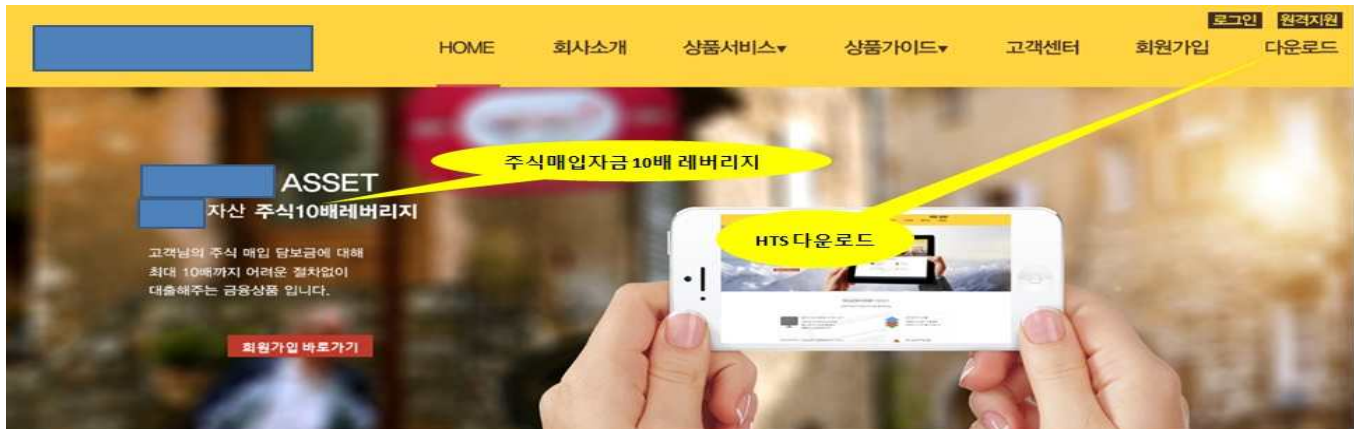 로그인 원격지원
HOME 회사소개 상품서비스▾ 상품가이드▾ 고객센터 회원가입 다운로드
주식매입자금10배 레버리지
ASSET
자산 주식10배레버리지
HTS 다운로드
고객님의 주식 매입 담보금에 대해
최대 10배까지 어려운 절차없이
대출해주는 금융상품 입니다.
회원가입 바로가기